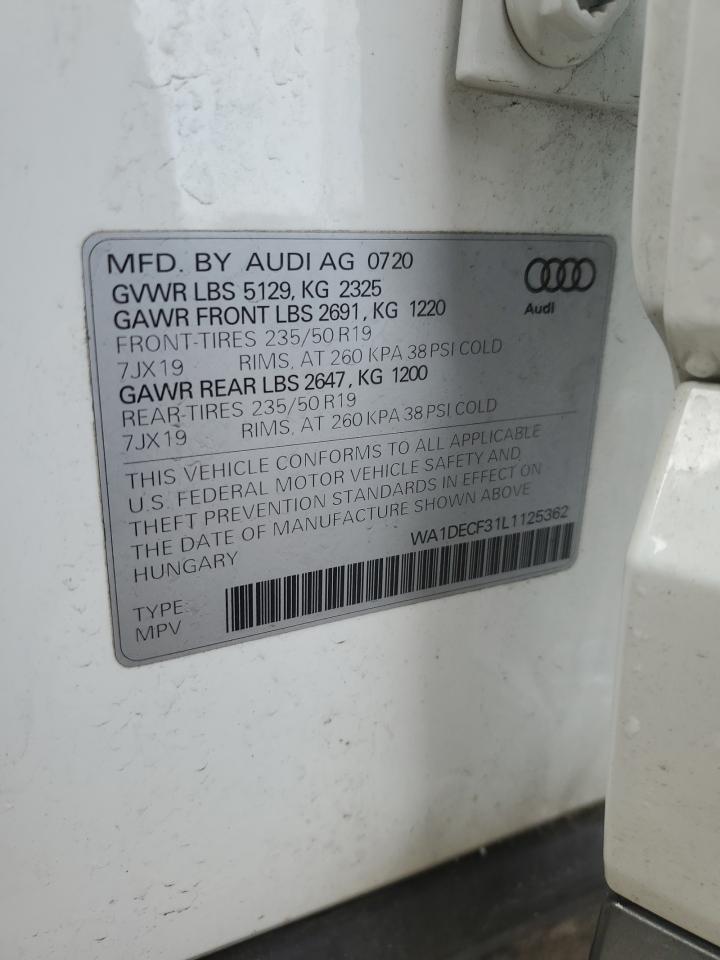 MFD. BY AUDI AG 0720
GVWR LBS 5129, KG 2325
GAWR FRONT LBS 2691, KG 1220
FRONT-TIRES 235/50 R19
7JX19 RIMS, AT 260 KPA 38 PSI COLD
GAWR REAR LBS 2647, KG 1200
REAR-TIRES 235/50 R19
7JX19 RIMS, AT 260 KPA 38 PSI COLD
Audi
THIS VEHICLE CONFORMS TO ALL APPLICABLE
U.S. FEDERAL MOTOR VEHICLE SAFETY AND
THEFT PREVENTION STANDARDS IN EFFECT ON
THE DATE OF MANUFACTURE SHOWN ABOVE
HUNGARY
WA1DECF31L1125362
TYPE:
MPV